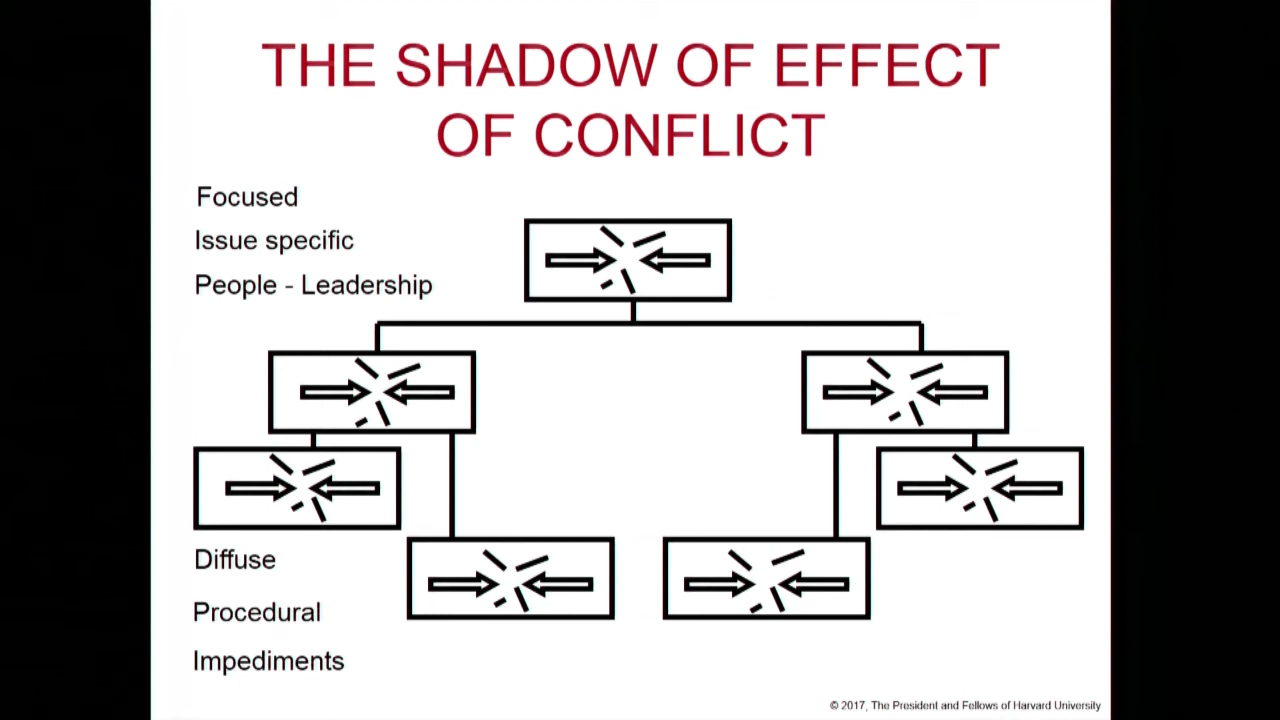 THE SHADOW OF EFFECT
OF CONFLICT
Focused
Issue specific
People - Leadership
Diffuse
Procedural
Impediments
© 2017, The President and Fellows of Harvard University